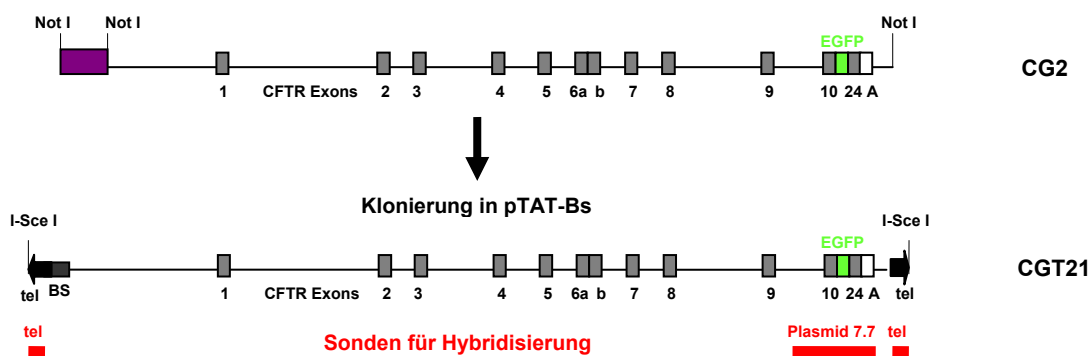 Not I Not I Not I
EGFP
CG2
1 CFTR Exons 2 3 4 5 6a b 7 8 9 10 24 A
Klonierung in pTAT-Bs
I-Sce I I-Sce I
EGFP
CGT21
tel BS 1 CFTR Exons 2 3 4 5 6a b 7 8 9 10 24 A tel
tel Sonden für Hybridisierung Plasmid 7.7 tel